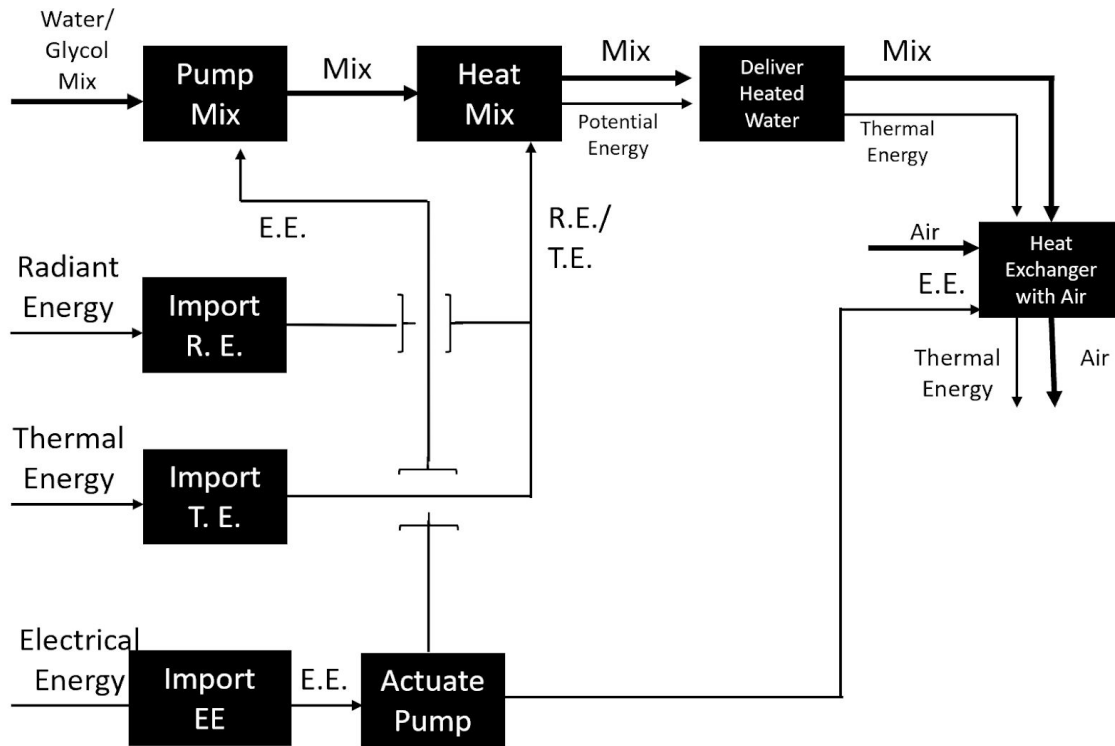 Water/
Glycol
Mix
Pump
Mix
Mix
Heat
Mix
Mix
Potential
Energy
Deliver
Heated
Water
Mix
Thermal
Energy
E.E.
R.E./
T.E.
Air
E.E.
Heat
Exchanger
with Air
Radiant
Energy
Import
R. E.
Thermal
Energy
Air
Thermal
Energy
Import
T. E.
Electrical
Energy
Import
EE
E.E.
Actuate
Pump